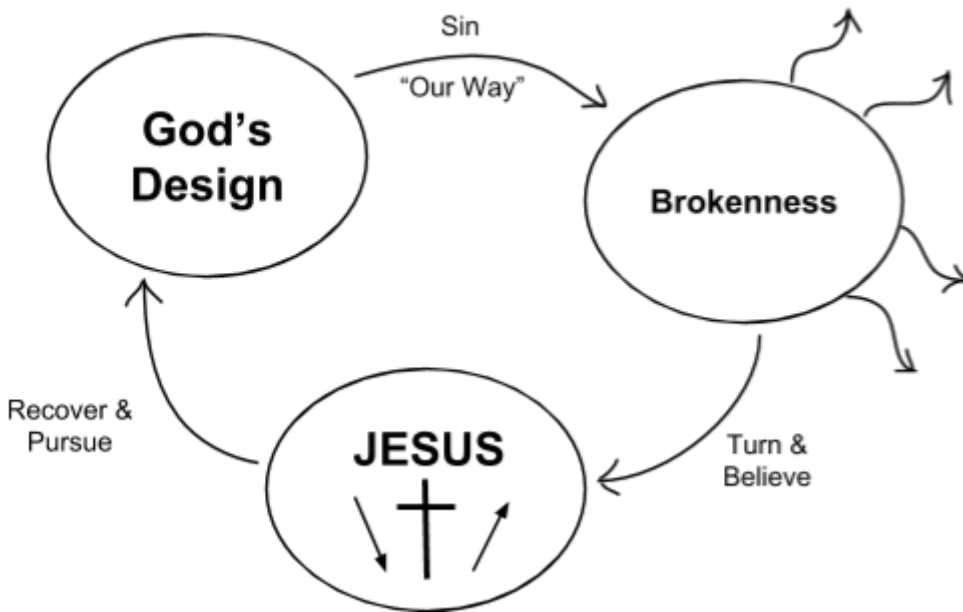 Sin
“Our Way”
God’s
Design
Brokenness
Recover &
Pursue
JESUS
Turn &
Believe